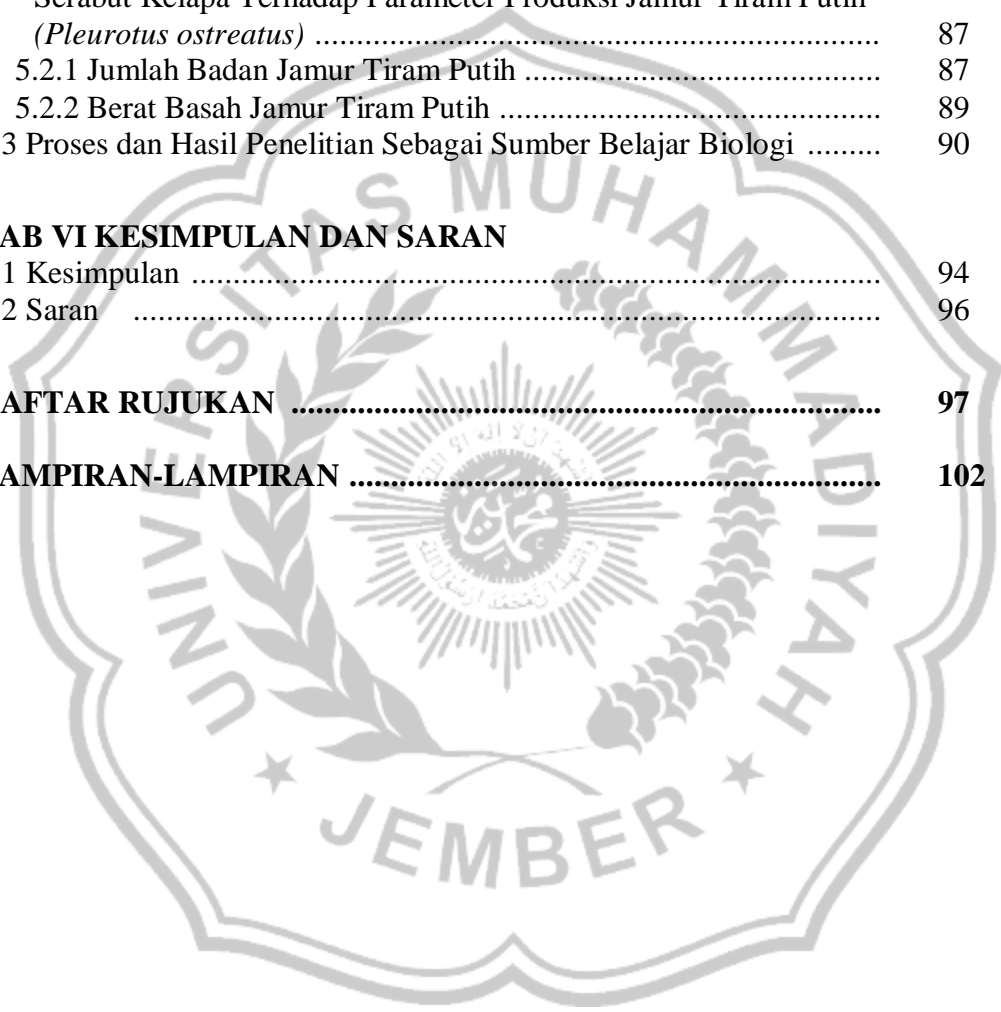 Serabut Kelapa Terhadap Parameter Produksi Jamur Tiram Putih
(Pleurotus ostreatus) ...................................................................... 87
5.2.1 Jumlah Badan Jamur Tiram Putih ............................................ 87
5.2.2 Berat Basah Jamur Tiram Putih ............................................... 89
3 Proses dan Hasil Penelitian Sebagai Sumber Belajar Biologi ......... 90
AB VI KESIMPULAN DAN SARAN
1 Kesimpulan ..................................................................................... 94
2 Saran ............................................................................................ 96
AFTAR RUJUKAN ........................................................................ 97
AMPIRAN-LAMPIRAN ................................................................. 102
UNIVERSITAS MUHAMMADIYAH
JEMBER